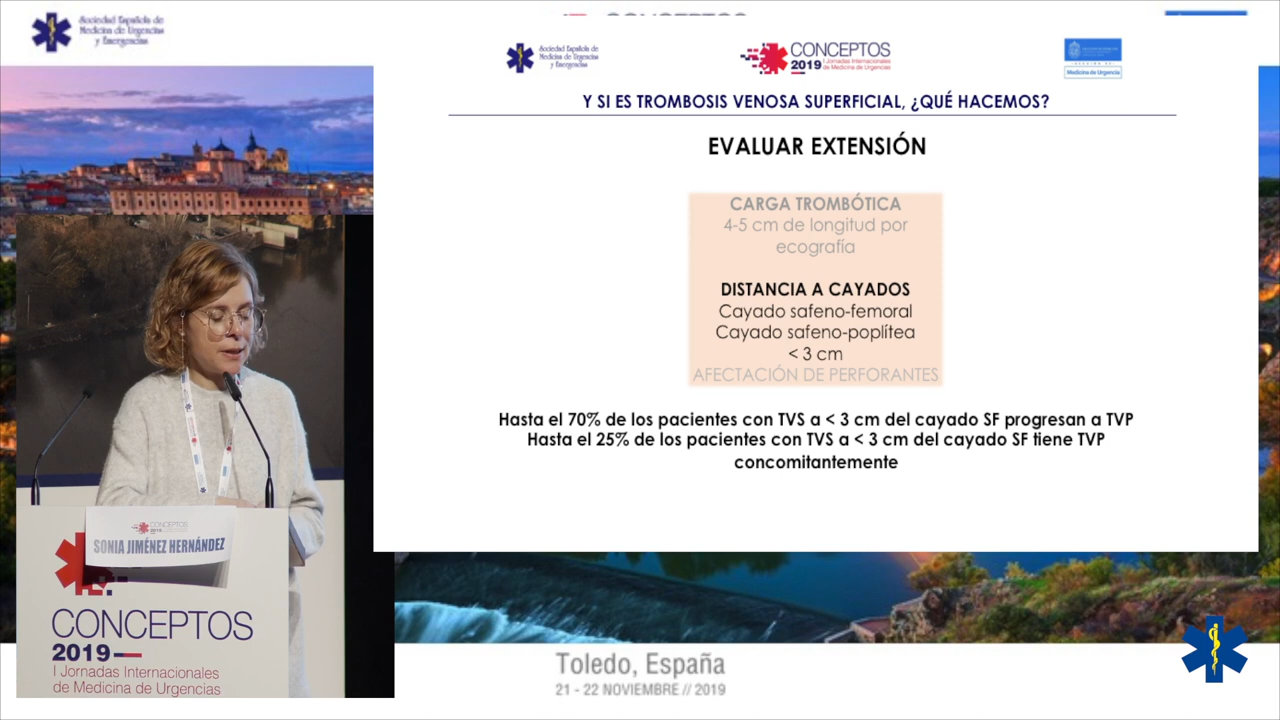 Sociedad Española de
Medicina de Urgencias
y Emergencias
Sociedad Española de
Medicina de Urgencias
y Emergencias
CONCEPTOS
2019
I Jornadas Internacionales
de Medicina de Urgencias
Medicina de Urgencia
Y SI ES TROMBOSIS VENOSA SUPERFICIAL, ¿QUÉ HACEMOS?
EVALUAR EXTENSIÓN
CARGA TROMBÓTICA
4-5 cm de longitud por
ecografía
DISTANCIA A CAYADOS
Cayado safeno-femoral
Cayado safeno-poplítea
< 3 cm
AFECTACIÓN DE PERFORANTES
Hasta el 70% de los pacientes con TVS a < 3 cm del cayado SF progresan a TVP
Hasta el 25% de los pacientes con TVS a < 3 cm del cayado SF tiene TVP
concomitantemente
CONCEPTOS
2019
SONIA JIMÉNEZ HERNÁNDEZ
CONCEPTOS
2019
I Jornadas Internacionales
de Medicina de Urgencias
Toledo, España
21 - 22 NOVIEMBRE // 2019